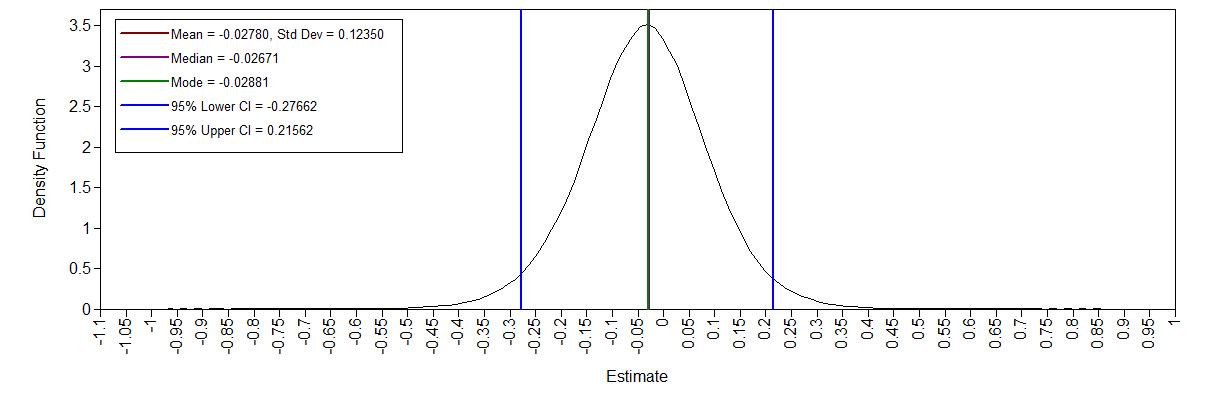 3.5
3
2.5
2
1.5
1
0.5
0
Density Function
Mean = -0.02780, Std Dev = 0.12350
Median = -0.02671
Mode = -0.02881
95% Lower CI = -0.27662
95% Upper CI = 0.21562
-1.1 -1.05 -1 -0.95 -0.9 -0.85 -0.8 -0.75 -0.7 -0.65 -0.6 -0.55 -0.5 -0.45 -0.4 -0.35 -0.3 -0.25 -0.2 -0.15 -0.1 -0.05 0 0.05 0.1 0.15 0.2 0.25 0.3 0.35 0.4 0.45 0.5 0.55 0.6 0.65 0.7 0.75 0.8 0.85 0.9 0.95 1
Estimate